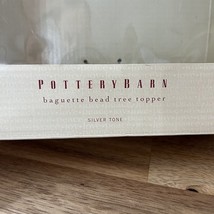 POTTERYBARN
baguette bead tree topper
SILVER TONE